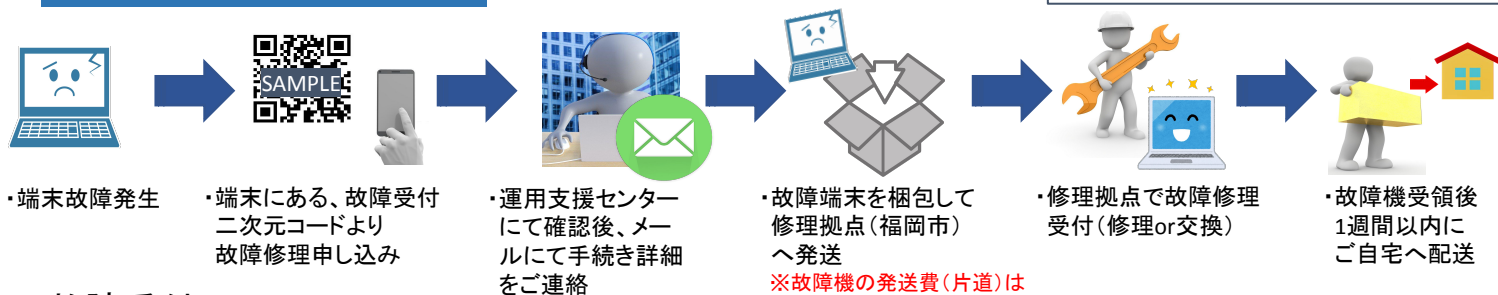 SAMPLE
・端末故障発生
・端末にある、故障受付
二次元コードより
故障修理申し込み
・運用支援センター
にて確認後、メー
ルにて手続き詳細
をご連絡
・故障端末を梱包して
修理拠点（福岡市）
へ発送
※故障機の発送費（片道）は
・修理拠点で故障修理
受付（修理or交換）
・故障機受領後
1週間以内に
ご自宅へ配送